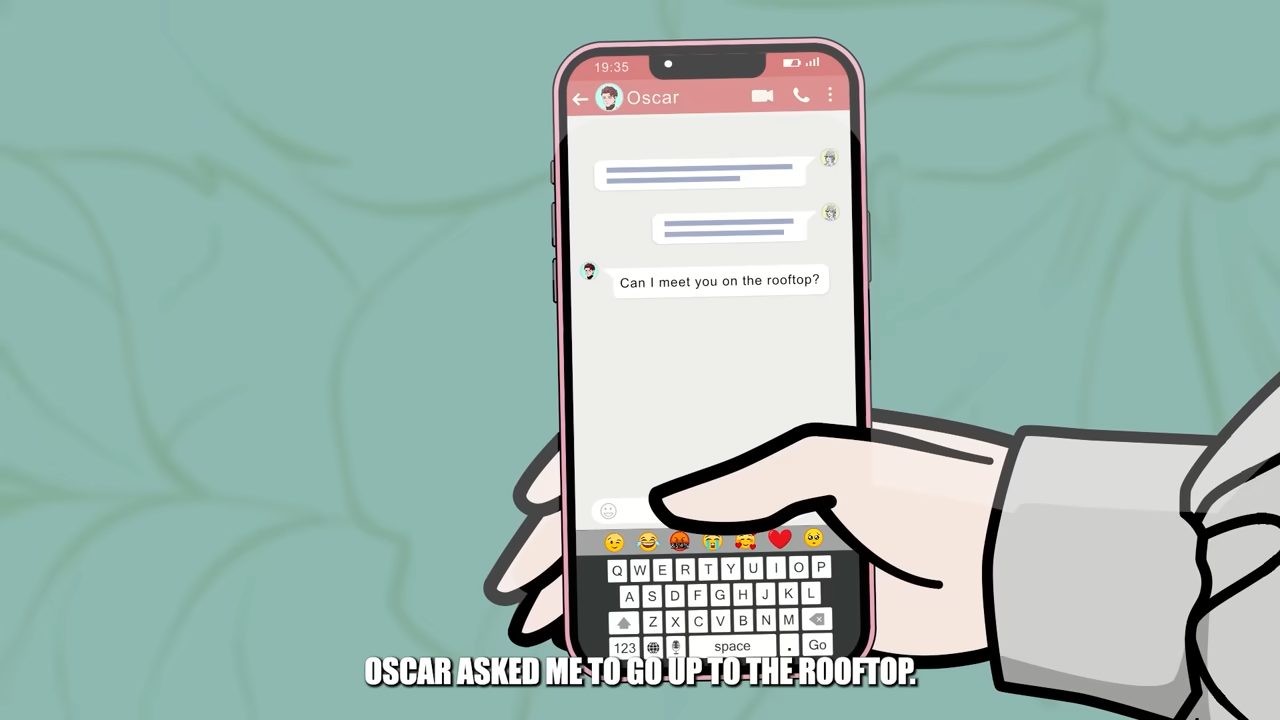 19:35
Oscar
Can I meet you on the rooftop?
Q W E R T Y U I O P
A S D F G H J K L
Z X C V B N M
123 space . Go
OSCAR ASKED ME TO GO UP TO THE ROOFTOP.